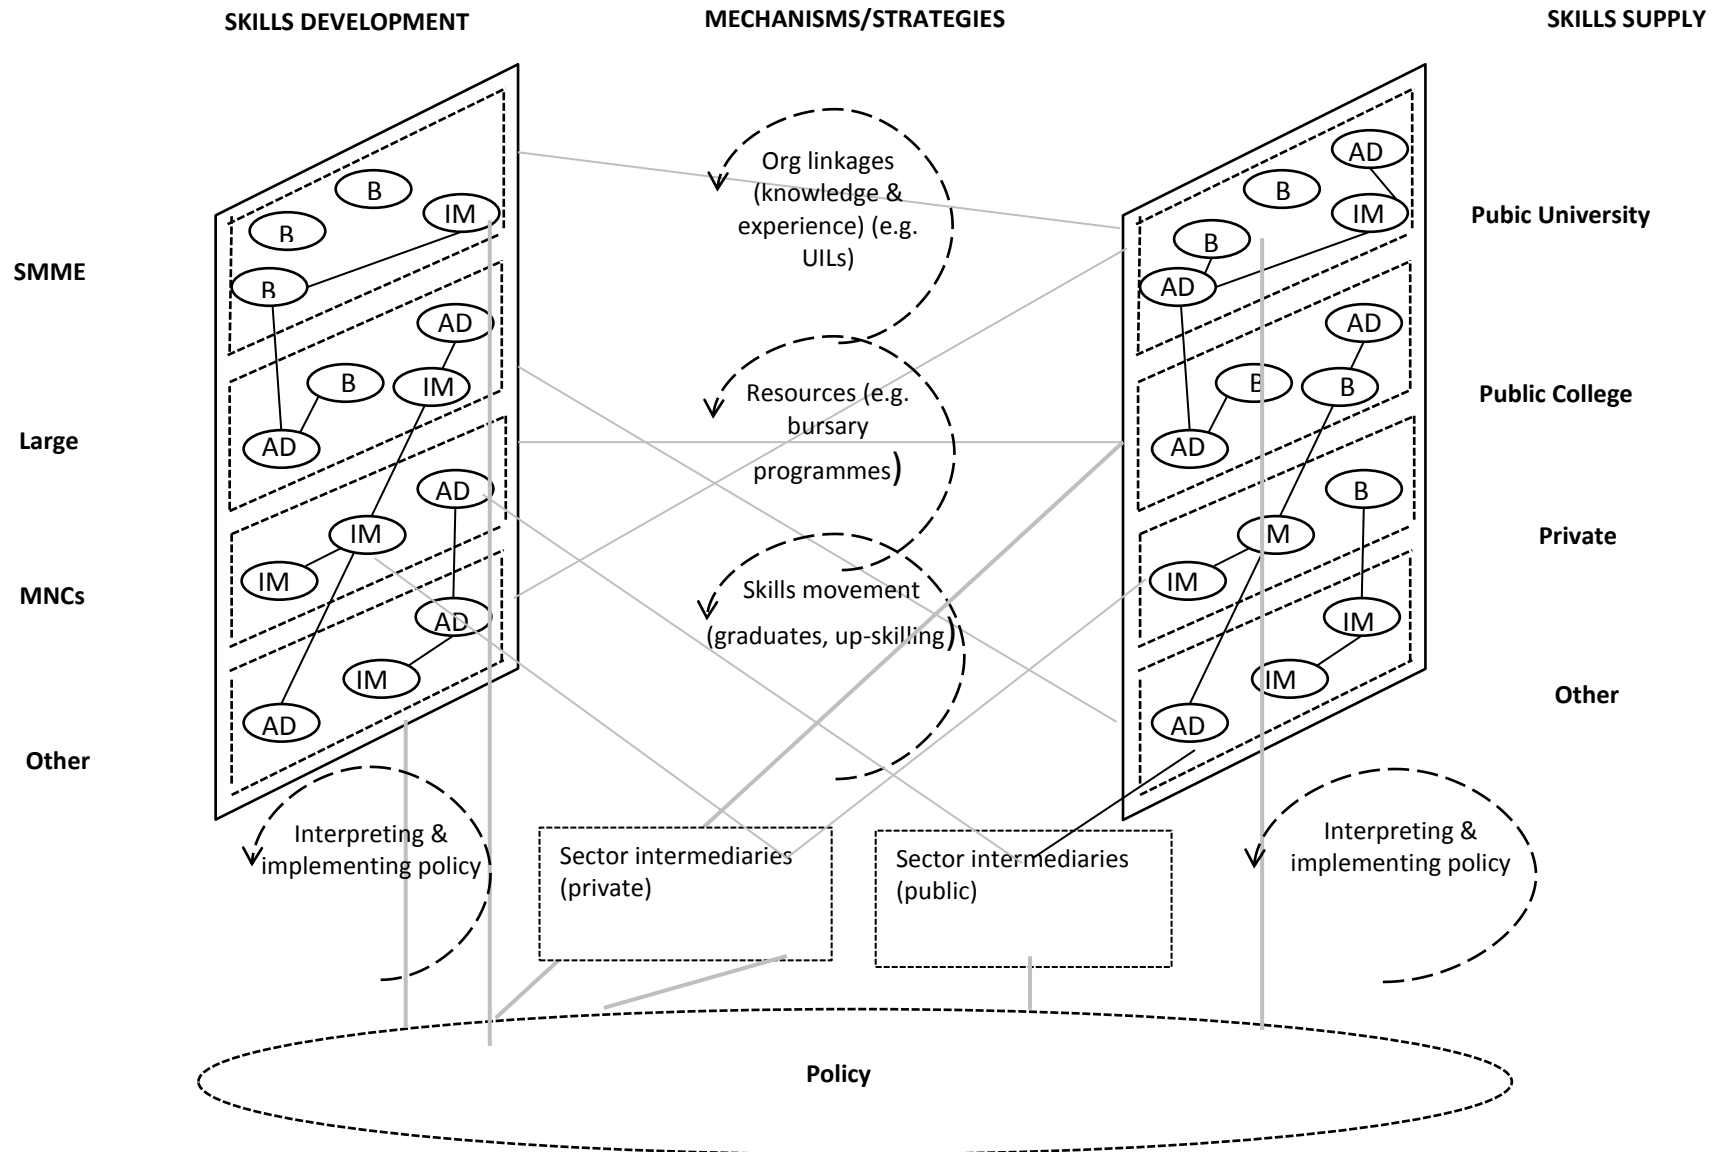 SKILLS DEVELOPMENT
MECHANISMS/STRATEGIES
SKILLS SUPPLY
SMME
Large
MNCs
Other
B
IM
B
B
AD
B
IM
AD
AD
IM
IM
AD
IM
AD
AD
Org linkages
(knowledge &
experience) (e.g.
UILs)
Resources (e.g.
bursary
programmes)
Skills movement
(graduates, up-skilling)
AD
B
IM
B
AD
AD
B
B
AD
B
M
IM
IM
IM
AD
Pubic University
Public College
Private
Other
Interpreting &
implementing policy
Sector intermediaries
(private)
Sector intermediaries
(public)
Interpreting &
implementing policy
Policy